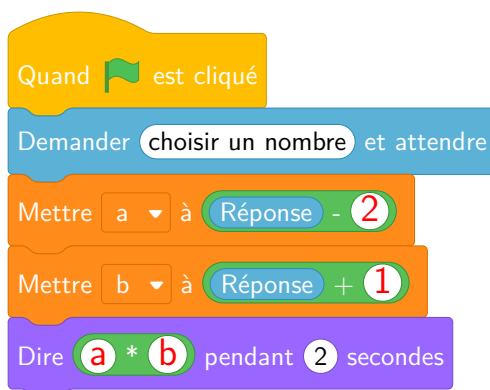 Quand est cliqué
Demander choisir un nombre et attendre
Mettre a à Réponse - 2
Mettre b à Réponse + 1
Dire a * b pendant 2 secondes